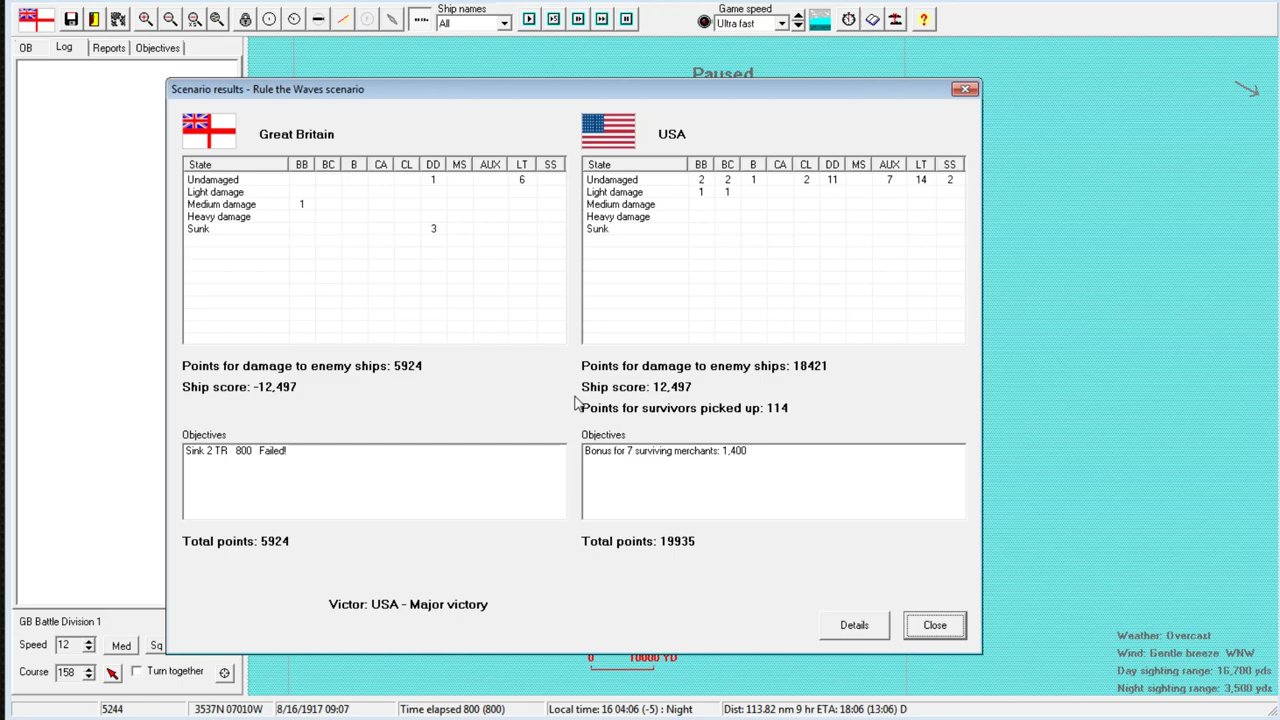 Ship names
Game speed
All
Ultra fast
OB Log Reports Objectives
Paused
Scenario results - Rule the Waves scenario
Great Britain
State BB BC B CA CL DD MS AUX LT SS
Undamaged 1 6
Light damage
Medium damage 1
Heavy damage
Sunk 3
Points for damage to enemy ships: 5924
Ship score: -12,497
Objectives
Sink 2 TR 800 Failed!
Total points: 5924
USA
State BB BC B CA CL DD MS AUX LT SS
Undamaged 2 2 1 2 11 7 14 2
Light damage 1 1
Medium damage
Heavy damage
Sunk
Points for damage to enemy ships: 18421
Ship score: 12,497
Points for survivors picked up: 114
Objectives
Bonus for 7 surviving merchants: 1,400
Total points: 19935
Victor: USA - Major victory
Details
Close
GB Battle Division 1
Speed 12 Med Sq
Course 158 Turn together
0 10000 YD
Weather: Overcast
Wind: Gentle breeze WNW
Day sighting range: 16,700 yds
Night sighting range: 3,500 yds
5244 3537N 07010W 8/16/1917 09:07 Time elapsed 800 (800) Local time: 16 04:06 (-5) : Night Dist: 113.82 nm 9 hr ETA: 18:06 (13:06) D